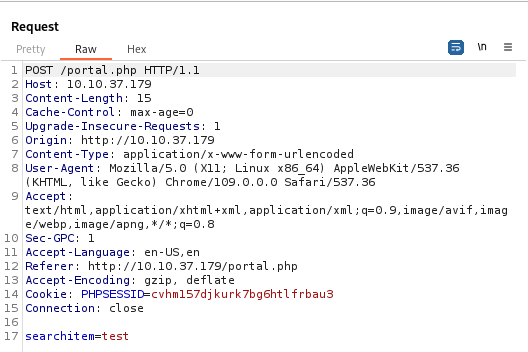 Request
Pretty Raw Hex \n
1 POST /portal.php HTTP/1.1
2 Host: 10.10.37.179
3 Content-Length: 15
4 Cache-Control: max-age=0
5 Upgrade-Insecure-Requests: 1
6 Origin: http://10.10.37.179
7 Content-Type: application/x-www-form-urlencoded
8 User-Agent: Mozilla/5.0 (X11; Linux x86_64) AppleWebKit/537.36
(KHTML, like Gecko) Chrome/109.0.0.0 Safari/537.36
9 Accept:
text/html,application/xhtml+xml,application/xml;q=0.9,image/avif,imag
e/webp,image/apng,*/*;q=0.8
10 Sec-GPC: 1
11 Accept-Language: en-US,en
12 Referer: http://10.10.37.179/portal.php
13 Accept-Encoding: gzip, deflate
14 Cookie: PHPSESSID=cvhm157djkurk7bg6htlfrbau3
15 Connection: close
16
17 searchitem=test